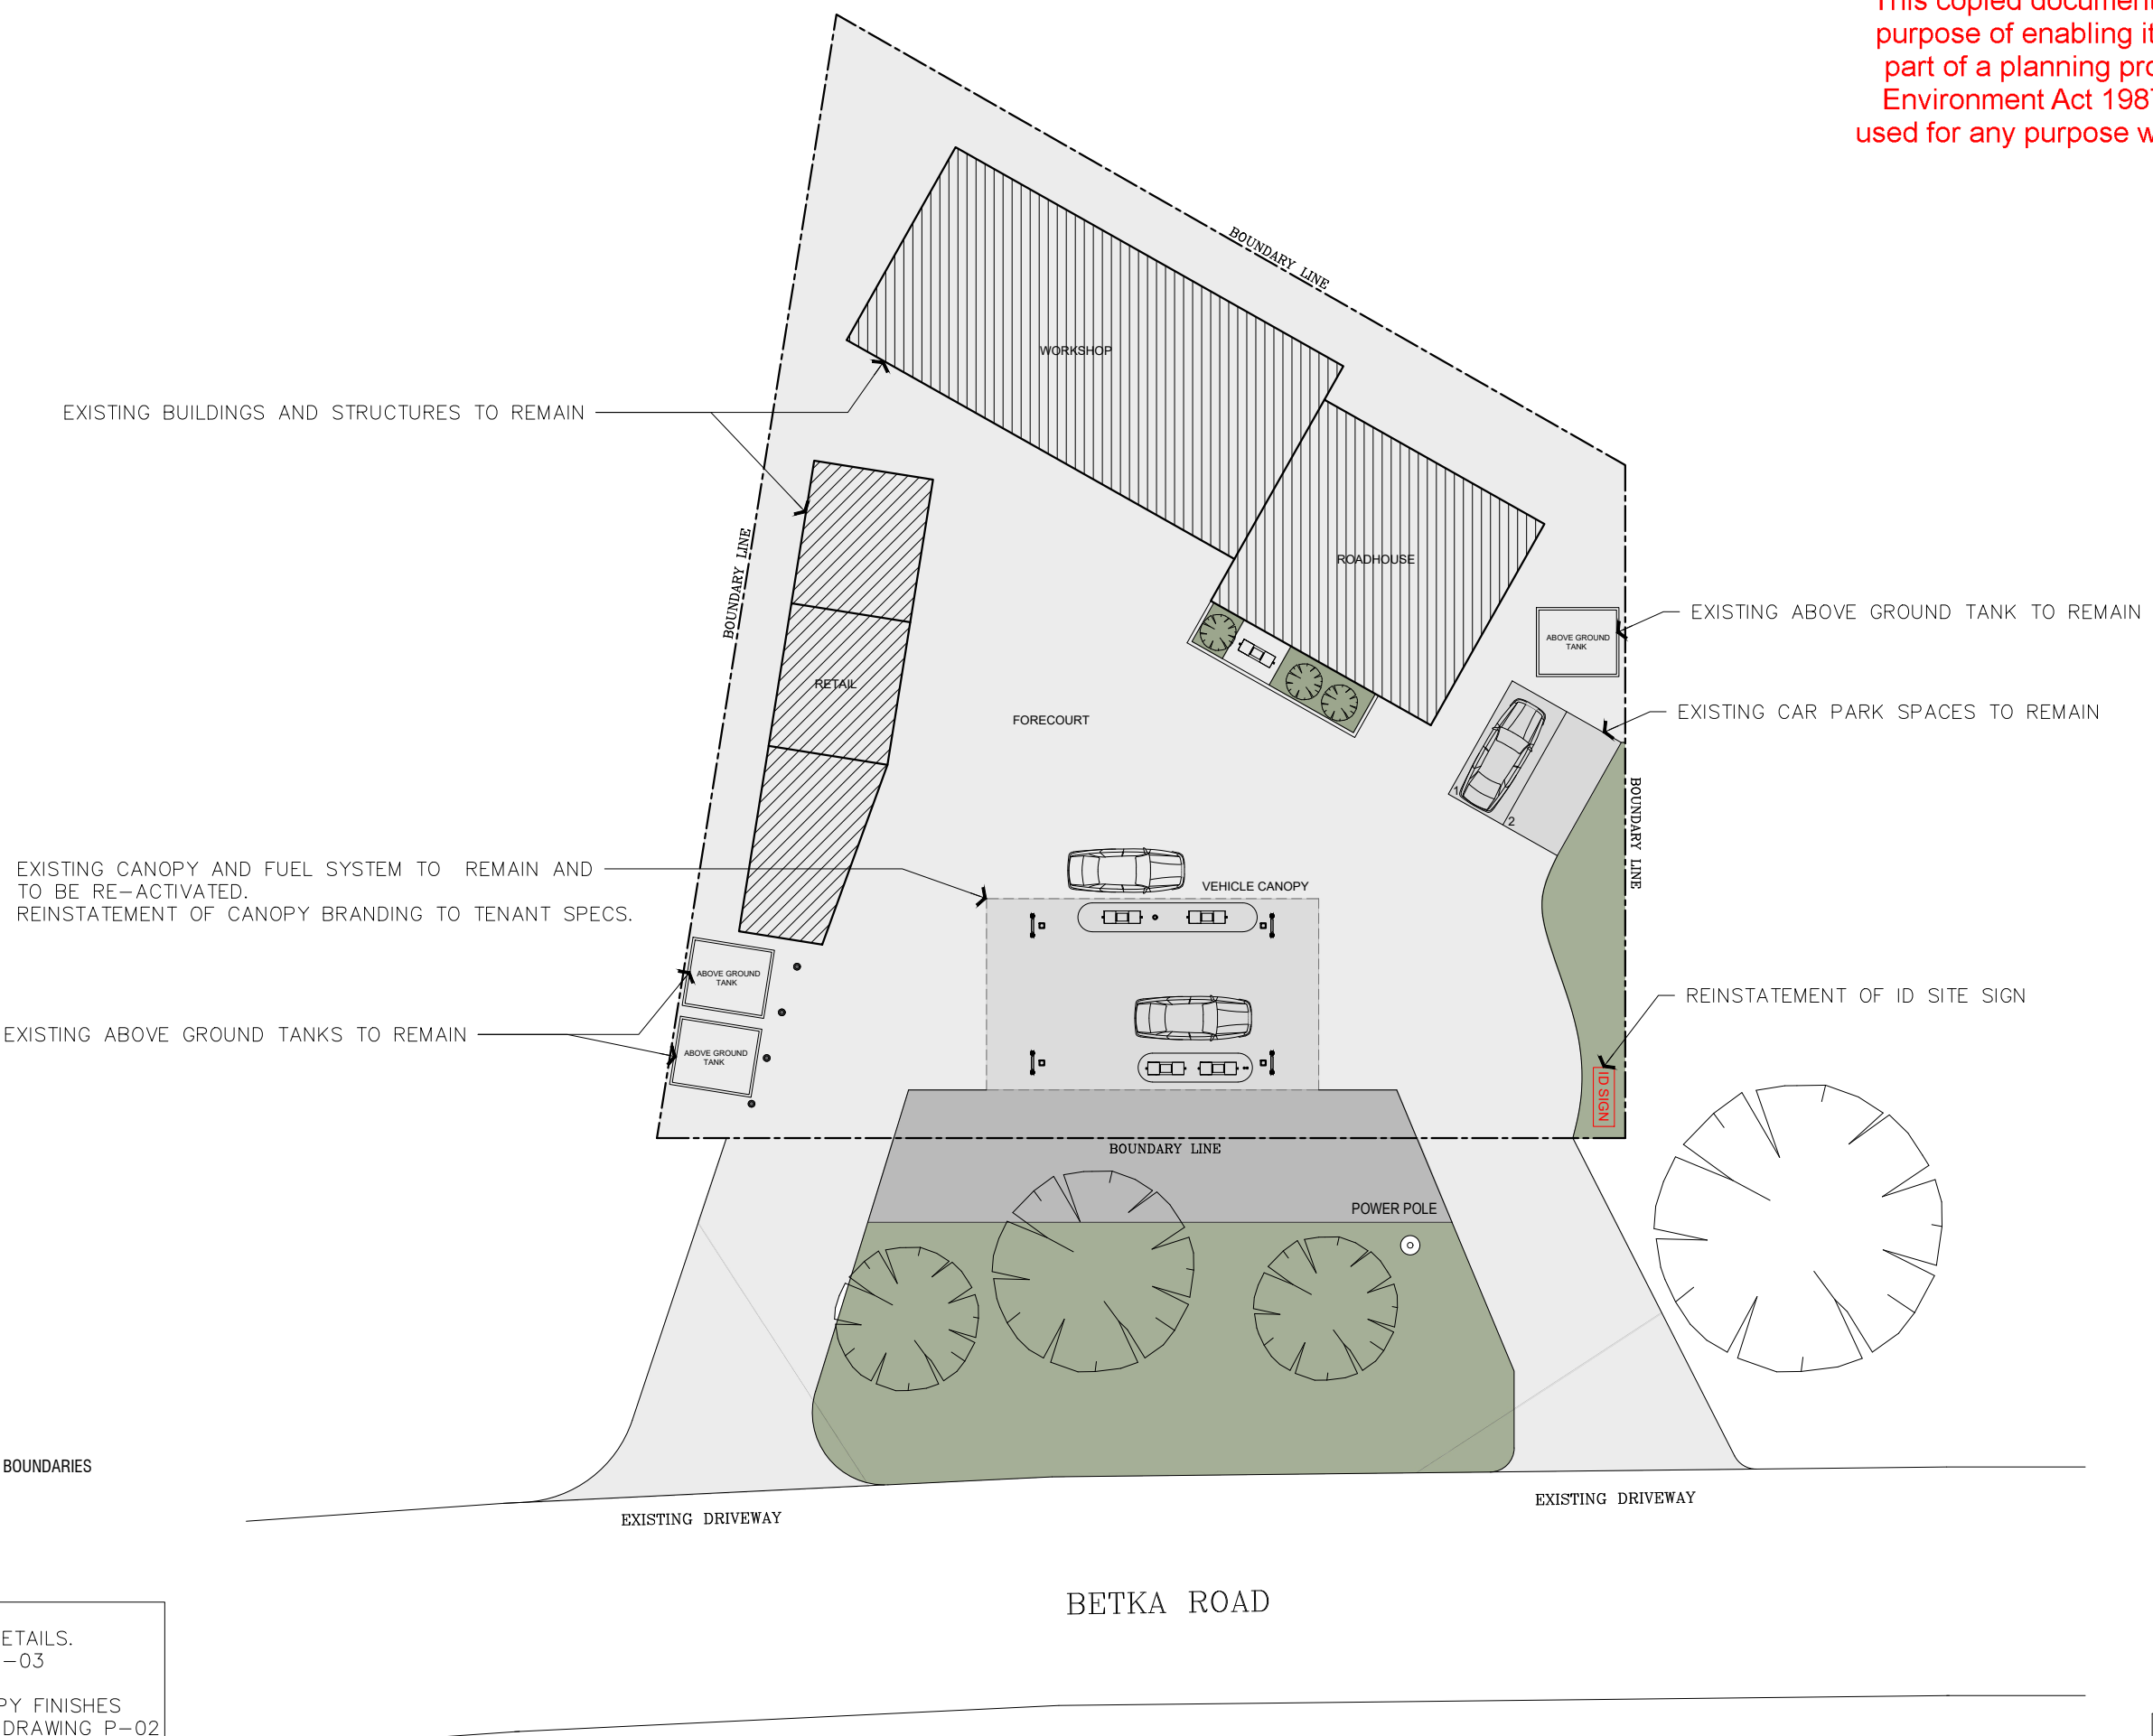 This copied document
purpose of enabling it
part of a planning pro
Environment Act 198
used for any purpose w
BOUNDARY LINE
WORKSHOP
EXISTING BUILDINGS AND STRUCTURES TO REMAIN
BOUNDARY LINE
ROADHOUSE
EXISTING ABOVE GROUND TANK TO REMAIN
ABOVE GROUND
TANK
RETAIL
FORECOURT
EXISTING CAR PARK SPACES TO REMAIN
1
2
BOUNDARY LINE
EXISTING CANOPY AND FUEL SYSTEM TO REMAIN AND
TO BE RE-ACTIVATED.
REINSTATEMENT OF CANOPY BRANDING TO TENANT SPECS.
VEHICLE CANOPY
ABOVE GROUND
TANK
REINSTATEMENT OF ID SITE SIGN
EXISTING ABOVE GROUND TANKS TO REMAIN
ABOVE GROUND
TANK
ID SIGN
BOUNDARY LINE
POWER POLE
BOUNDARIES
EXISTING DRIVEWAY
EXISTING DRIVEWAY
BETKA ROAD
ETAILS.
-03
PY FINISHES
DRAWING P-02